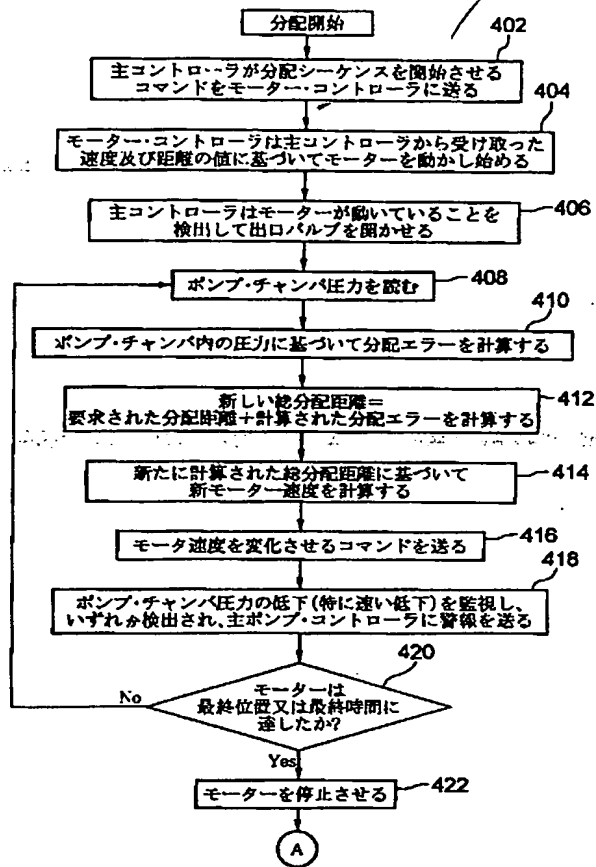 分配開始
402
主コントローラが分配シーケンスを開始させる
コマンドをモーター・コントローラに送る
404
モーター・コントローラは主コントローラから受け取った
速度及び距離の値に基づいてモーターを動かし始める
406
主コントローラはモーターが動いていることを
検出して出口バルブを開かせる
408
ポンプ・チャンバ圧力を読む
410
ポンプ・チャンバ内の圧力に基づいて分配エラーを計算する
412
新しい総分配距離=
要求された分配距離+計算された分配エラーを計算する
414
新たに計算された総分配距離に基づいて
新モーター速度を計算する
416
モータ速度を変化させるコマンドを送る
418
ポンプ・チャンバ圧力の低下(特に速い低下)を監視し、
いずれか検出され、主ポンプ・コントローラに警報を送る
420
モーターは
最終位置又は最終時間に
達したか?
No
Yes
422
モーターを停止させる
A